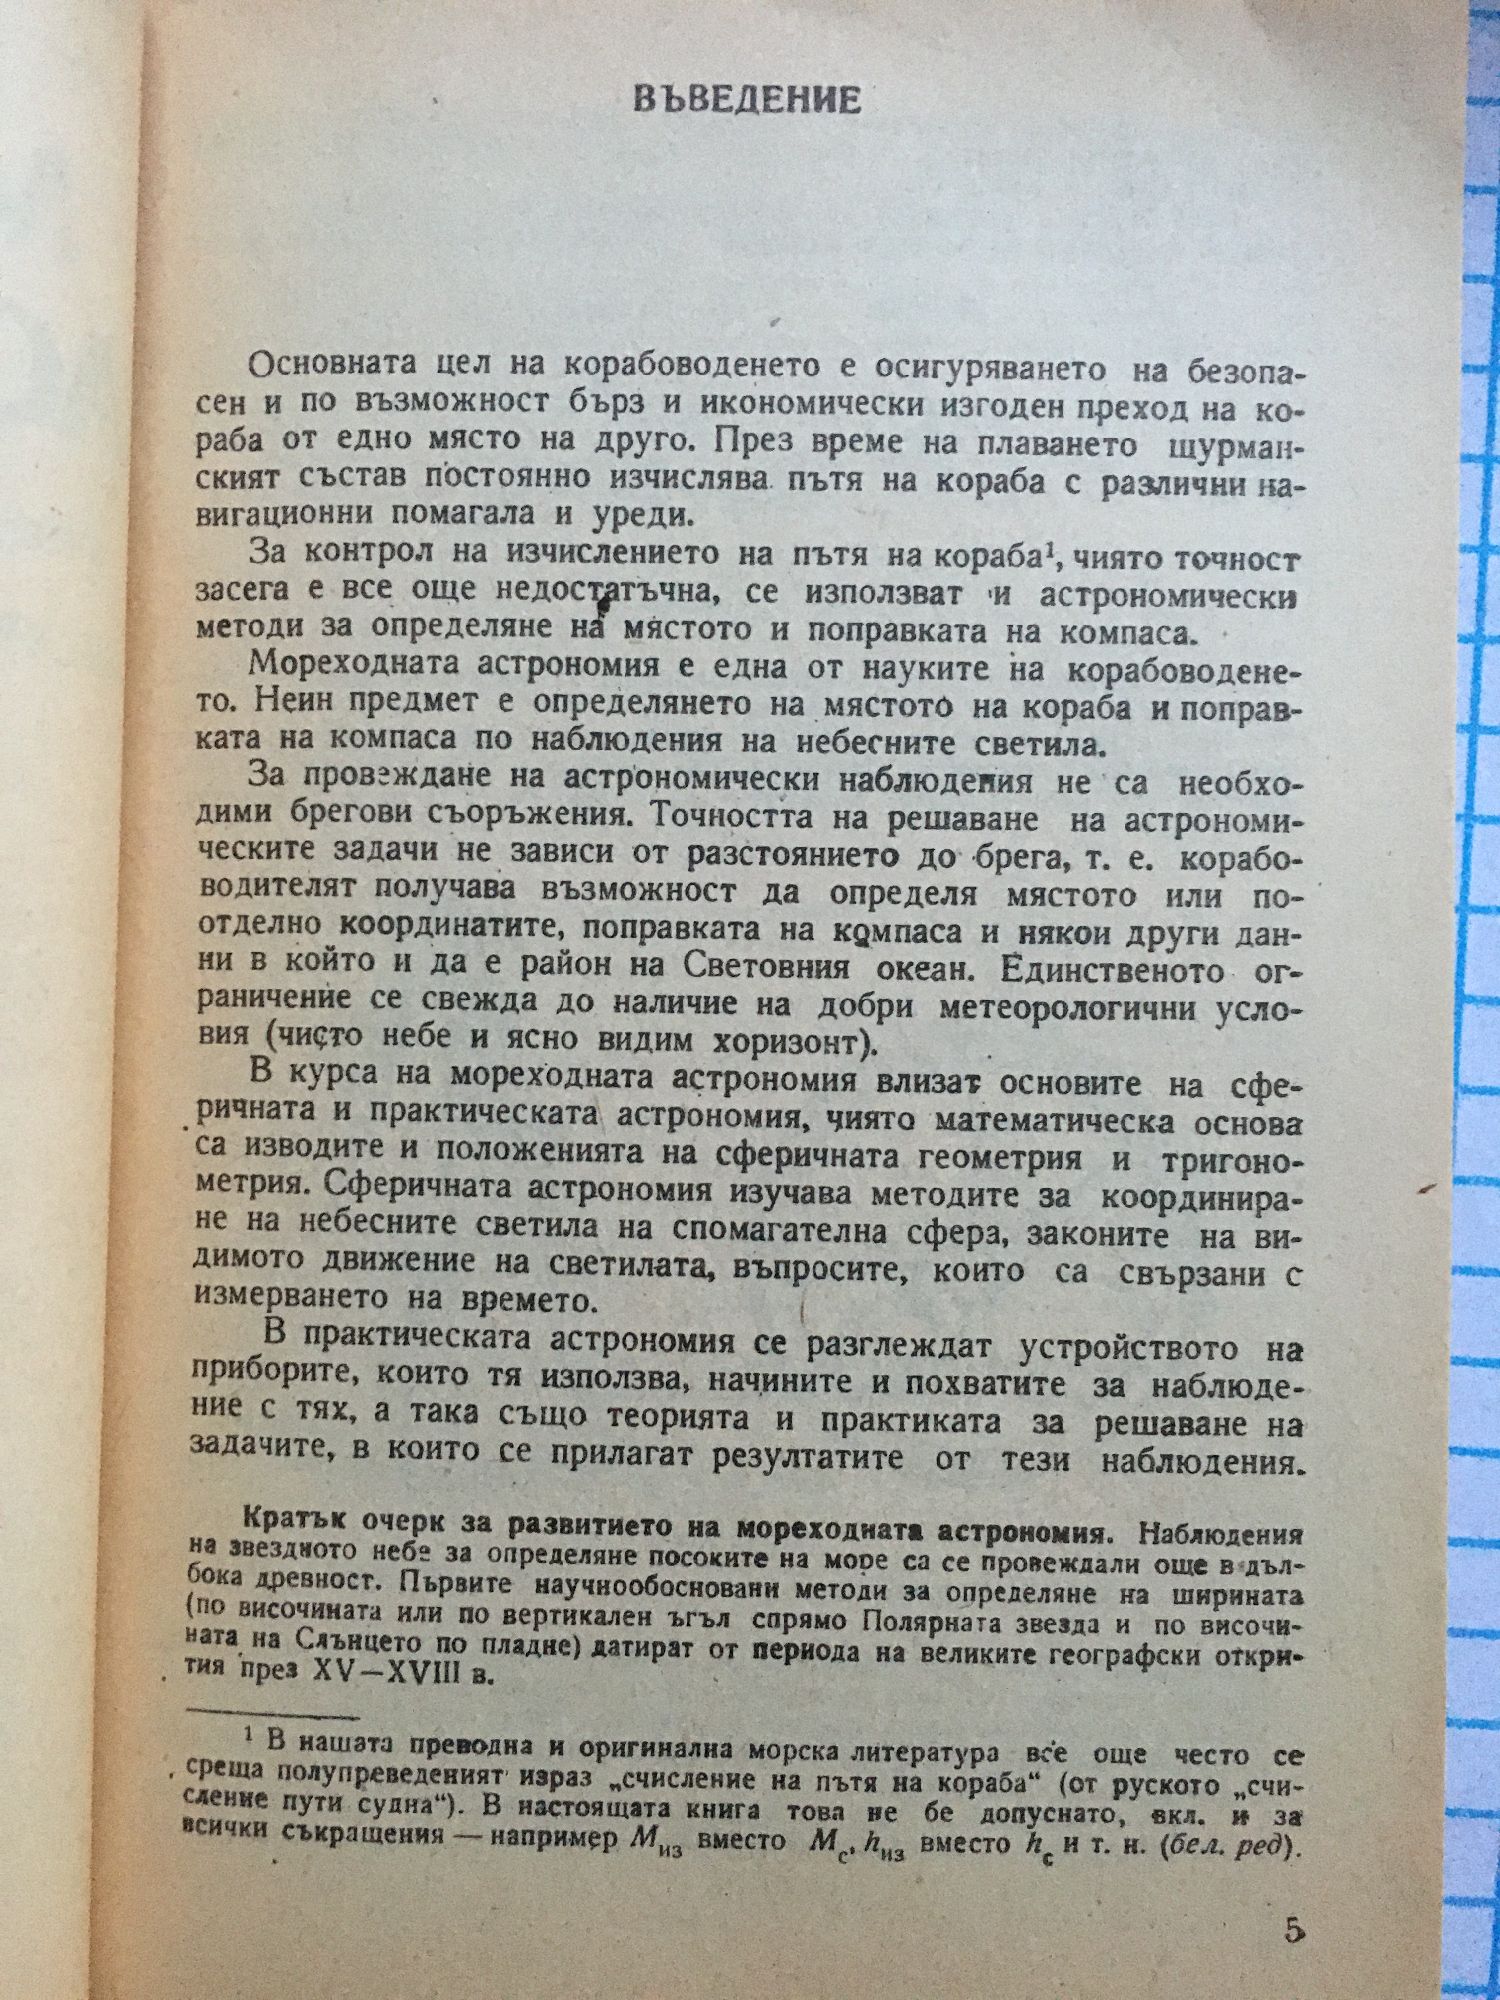 ВЪВЕДЕНИЕ
Основната цел на корабоводенето е осигуряването на безопа-
сен и по възможност бърз и икономически изгоден преход на ко-
раба от едно място на друго. През време на плаването щурман-
ският състав постоянно изчислява пътя на кораба с различни на-
вигационни помагала и уреди.
За контрол на изчислението на пътя на кораба¹, чиято точност
засега е все още недостатъчна, се използват и астрономически
методи за определяне на мястото и поправката на компаса.
Мореходната астрономия е една от науките на корабоводене-
то. Неин предмет е определянето на мястото на кораба и поправ-
ката на компаса по наблюдения на небесните светила.
За провеждане на астрономически наблюдения не са необхо-
дими брегови съоръжения. Точността на решаване на астрономи-
ческите задачи не зависи от разстоянието до брега, т. е. корабо-
водителят получава възможност да определя мястото или по-
отделно координатите, поправката на компаса и някои други дан-
ни в който и да е район на Световния океан. Единственото ог-
раничение се свежда до наличие на добри метеорологични усло-
вия (чисто небе и ясно видим хоризонт).
В курса на мореходната астрономия влизат основите на сфе-
ричната и практическата астрономия, чиято математическа основа
са изводите и положенията на сферичната геометрия и тригоно-
метрия. Сферичната астрономия изучава методите за координира-
не на небесните светила на спомагателна сфера, законите на ви-
димото движение на светилата, въпросите, които са свързани с
измерването на времето.
В практическата астрономия се разглеждат устройството на
приборите, които тя използва, начините и похватите за наблюде-
ние с тях, а така също теорията и практиката за решаване на
задачите, в които се прилагат резултатите от тези наблюдения.
Кратък очерк за развитието на мореходната астрономия. Наблюдения
на звездното небе за определяне посоките на море са се провеждали още в дъл-
бока древност. Първите научнообосновани методи за определяне на ширината
(по височината или по вертикален ъгъл спрямо Полярната звезда и по височи-
ната на Слънцето по пладне) датират от периода на великите географски откри-
тия през XV—XVIII в.
¹ В нашата преводна и оригинална морска литература все още често се
среща полупреведеният израз „счисление на пътя на кораба“ (от руското „счи-
сление пути судна“). В настоящата книга това не бе допуснато, вкл. и за
всички съкращения — например Mиз вместо Mс, hиз вместо hс и т. н. (бел. ред).
5